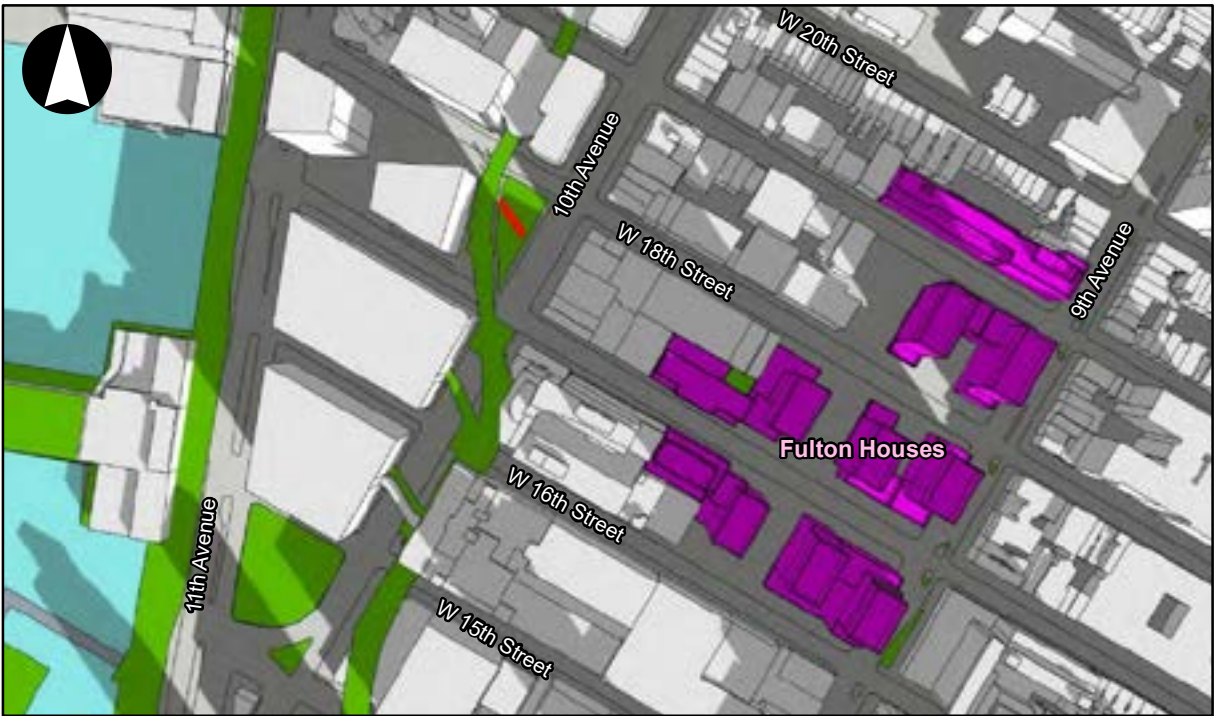 W 20th Street
10th Avenue
W 18th Street
9th Avenue
Fulton Houses
W 16th Street
11th Avenue
W 15th Street